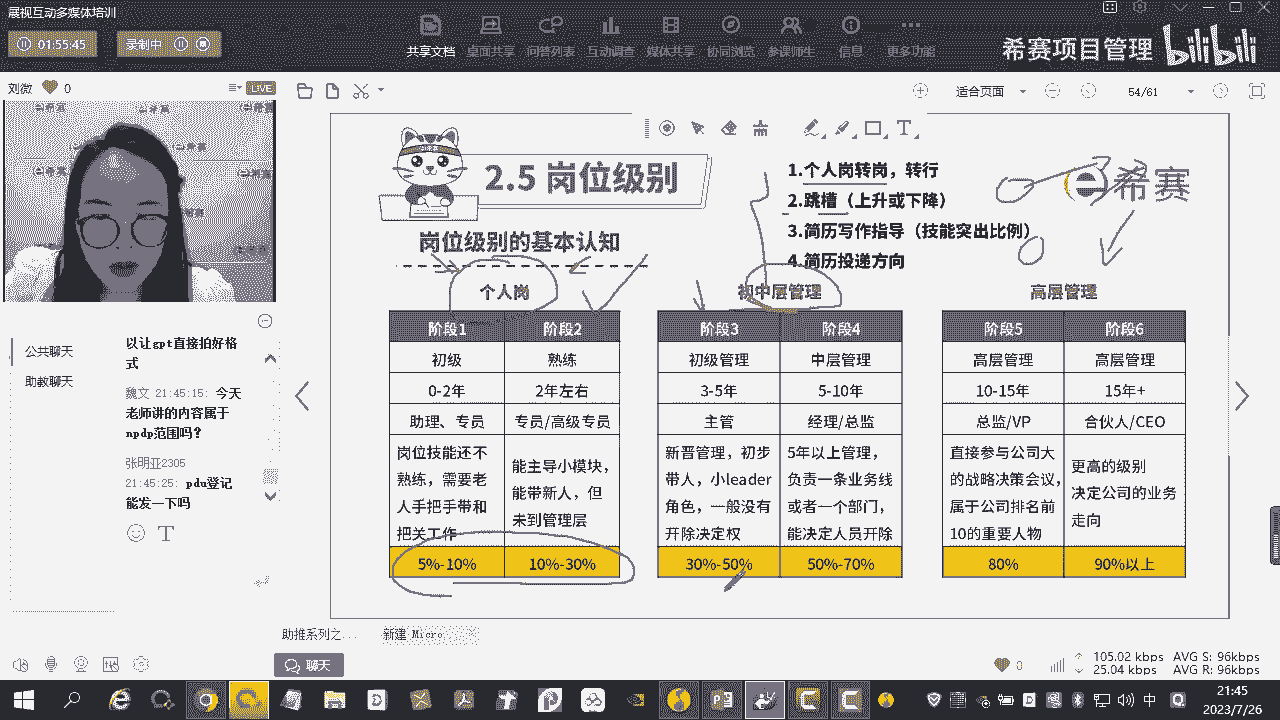 展视互动多媒体培训
01:55:45
录制中
共享文档
桌面共享
问答列表
互动调查
媒体共享
协同浏览
参课师生
信息
更多功能
希赛项目管理 bilibili
刘微 0
LIVE
适合页面
54/61
2.5 岗位级别
1.个人岗转岗，转行
2.跳槽（上升或下降）
3.简历写作指导（技能突出比例）
4.简历投递方向
希赛
岗位级别的基本认知
个人岗
初中层管理
高层管理
阶段1 阶段2 阶段3 阶段4 阶段5 阶段6
初级 熟练 初级管理 中层管理 高层管理 高层管理
0-2年 2年左右 3-5年 5-10年 10-15年 15年+
助理、专员 专员/高级专员 主管 经理/总监 总监/VP 合伙人/CEO
岗位技能还不
熟练，需要老
人手把手带和
把关工作
能主导小模块，
能带新人，但
未到管理层
新晋管理，初步
带人，小leader
角色，一般没有
开除决定权
5年以上管理，
负责一条业务线
或者一个部门，
能决定人员开除
直接参与公司大
的战略决策会议，
属于公司排名前
10的重要人物
更高的级别
决定公司的业务
走向
5%-10% 10%-30% 30%-50% 50%-70% 80% 90%以上
公共聊天
助教聊天
以让gpt直接拍好格
式
魏文 21:45:15: 今天
老师讲的内容属于
npdp范围吗？
张明亚2305
21:45:25: pdu登记
能发一下吗
助推系列之...
新建 Micro
聊天
0
105.02 kbps AVG S: 96kbps
25.04 kbps AVG R: 96kbps
中
21:45
2023/7/26